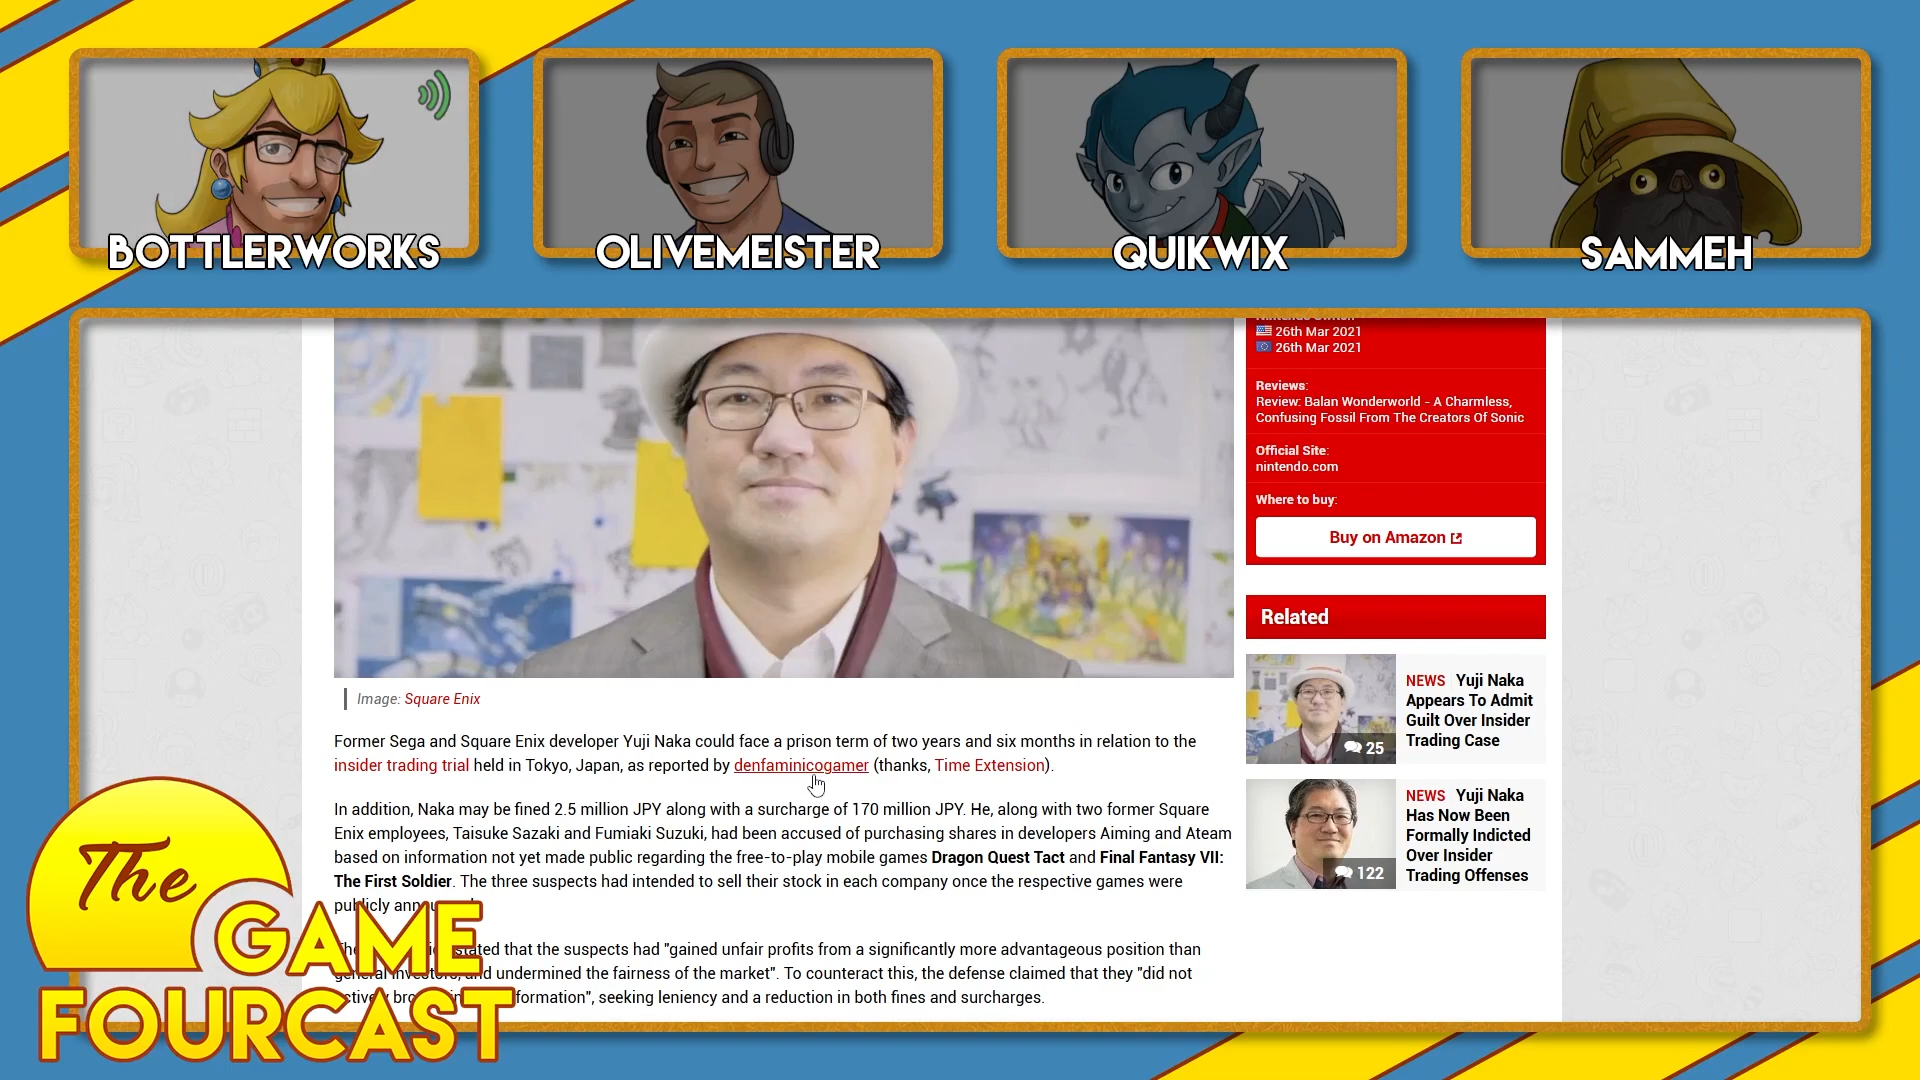 BOTTLERWORKS
OLIVEMEISTER
QUIKWIX
SAMMEH
26th Mar 2021
26th Mar 2021
Reviews:
Review: Balan Wonderworld - A Charmless,
Confusing Fossil From The Creators Of Sonic
Official Site:
nintendo.com
Where to buy:
Buy on Amazon
Related
NEWS Yuji Naka
Appears To Admit
Guilt Over Insider
Trading Case
25
NEWS Yuji Naka
Has Now Been
Formally Indicted
Over Insider
Trading Offenses
122
Image: Square Enix
Former Sega and Square Enix developer Yuji Naka could face a prison term of two years and six months in relation to the
insider trading trial held in Tokyo, Japan, as reported by denfaminicogamer (thanks, Time Extension).
In addition, Naka may be fined 2.5 million JPY along with a surcharge of 170 million JPY. He, along with two former Square
Enix employees, Taisuke Sazaki and Fumiaki Suzuki, had been accused of purchasing shares in developers Aiming and Ateam
based on information not yet made public regarding the free-to-play mobile games Dragon Quest Tact and Final Fantasy VII:
The First Soldier. The three suspects had intended to sell their stock in each company once the respective games were
publicly
stated that the suspects had "gained unfair profits from a significantly more advantageous position than
and undermined the fairness of the market". To counteract this, the defense claimed that they "did not
formation", seeking leniency and a reduction in both fines and surcharges.
The
GAME
FOURCAST